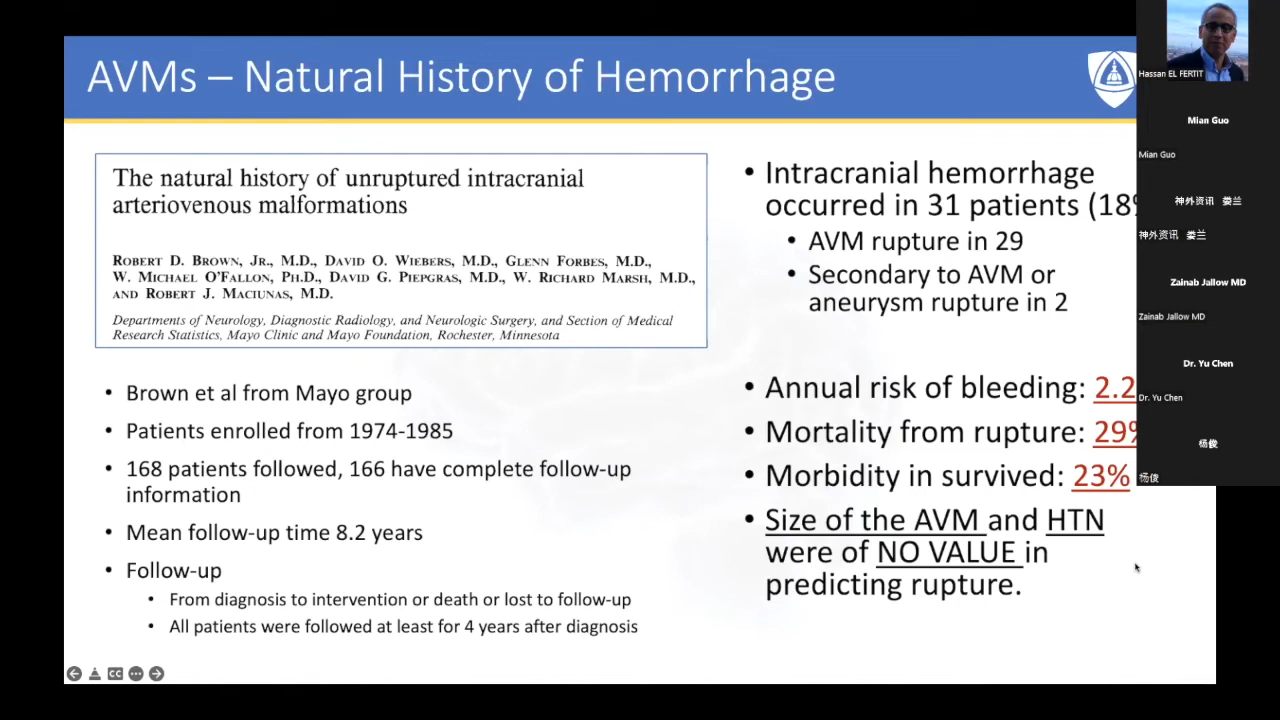 AVMs – Natural History of Hemorrhage
The natural history of unruptured intracranial
arteriovenous malformations
ROBERT D. BROWN, JR., M.D., DAVID O. WIEBERS, M.D., GLENN FORBES, M.D.,
W. MICHAEL O'FALLON, PH.D., DAVID G. PIEPGRAS, M.D., W. RICHARD MARSH, M.D.,
AND ROBERT J. MACIUNAS, M.D.
Departments of Neurology, Diagnostic Radiology, and Neurologic Surgery, and Section of Medical
Research Statistics, Mayo Clinic and Mayo Foundation, Rochester, Minnesota
• Brown et al from Mayo group
• Patients enrolled from 1974-1985
• 168 patients followed, 166 have complete follow-up
information
• Mean follow-up time 8.2 years
• Follow-up
• From diagnosis to intervention or death or lost to follow-up
• All patients were followed at least for 4 years after diagnosis
• Intracranial hemorrhage
occurred in 31 patients (18%
• AVM rupture in 29
• Secondary to AVM or
aneurysm rupture in 2
• Annual risk of bleeding: 2.2
• Mortality from rupture: 29%
• Morbidity in survived: 23%
• Size of the AVM and HTN
were of NO VALUE in
predicting rupture.
CC
Hassan EL FERTIT
Mian Guo
Mian Guo
神外资讯 娄兰
神外资讯 娄兰
Zainab Jallow MD
Zainab Jallow MD
Dr. Yu Chen
Dr. Yu Chen
杨俊
杨俊